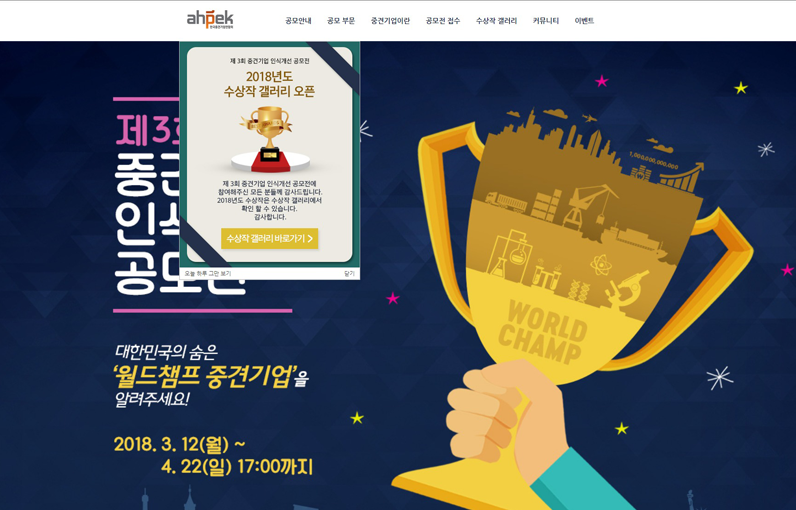 ahpek
공모안내 공모 부문 중견기업이란 공모전 접수 수상작 갤러리 커뮤니티 이벤트
제 3회 중견기업 인식개선 공모전
2018년도
수상작 갤러리 오픈
제 3회 중견기업 인식개선 공모전에
참여해주신 모든 분들께 감사드립니다.
2018년도 수상작은 수상작 갤러리에서
확인 할 수 있습니다.
감사합니다.
수상작 갤러리 바로가기 >
오늘 하루 그만 보기 닫기
제3회
중견
인식
공모전
대한민국의 숨은
‘월드챔프 중견기업’을
알려주세요!
2018. 3. 12(월) ~
4. 22(일) 17:00까지
1,000,000,000,000
WORLD
CHAMP